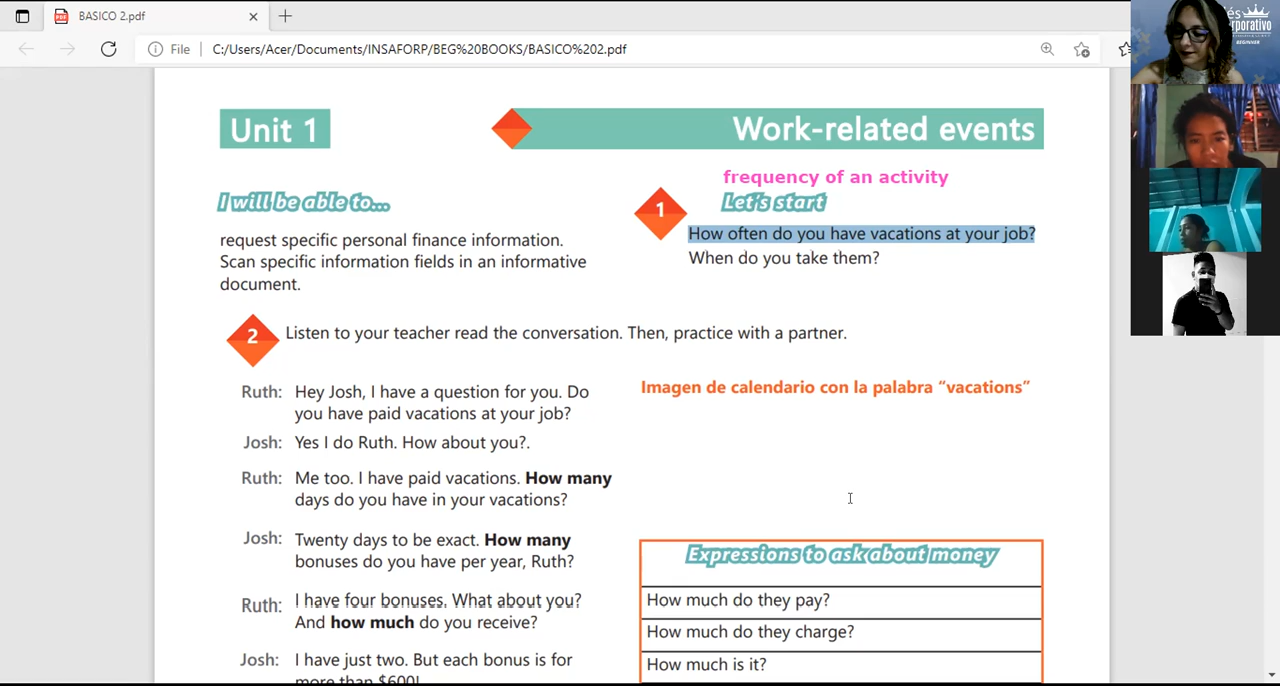 BASICO 2.pdf
File
C:/Users/Acer/Documents/INSAFORP/BEG%20BOOKS/BASICO%202.pdf
Unit 1
Work-related events
frequency of an activity
I will be able to...
request specific personal finance information.
Scan specific information fields in an informative
document.
1
Let's start
How often do you have vacations at your job?
When do you take them?
2
Listen to your teacher read the conversation. Then, practice with a partner.
Ruth: Hey Josh, I have a question for you. Do
you have paid vacations at your job?
Josh: Yes I do Ruth. How about you?.
Ruth: Me too. I have paid vacations. How many
days do you have in your vacations?
Josh: Twenty days to be exact. How many
bonuses do you have per year, Ruth?
Ruth: I have four bonuses. What about you?
And how much do you receive?
Josh: I have just two. But each bonus is for
more than $600!
Imagen de calendario con la palabra “vacations”
Expressions to ask about money
How much do they pay?
How much do they charge?
How much is it?
BEGINNER